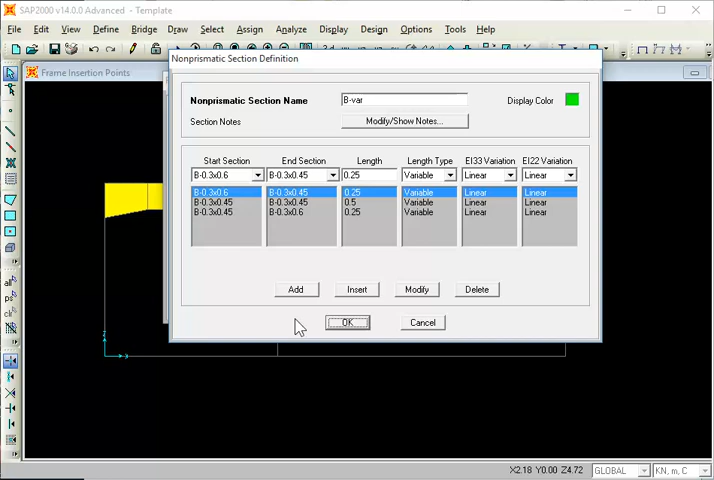 SAP2000 v14.0.0 Advanced - Template
File Edit View Define Bridge Draw Select Assign Analyze Display Design Options Tools Help
Frame Insertion Points
Nonprismatic Section Definition
Nonprismatic Section Name B-var Display Color
Section Notes Modify/Show Notes...
Start Section End Section Length Length Type EI33 Variation EI22 Variation
B-0.3x0.6 B-0.3x0.45 0.25 Variable Linear Linear
B-0.3x0.6 B-0.3x0.45 0.25 Variable Linear Linear
B-0.3x0.45 B-0.3x0.45 0.5 Variable Linear Linear
B-0.3x0.45 B-0.3x0.6 0.25 Variable Linear Linear
Add Insert Modify Delete
OK Cancel
all
ps
clr
X2.18 Y0.00 Z4.72 GLOBAL KN, m, C